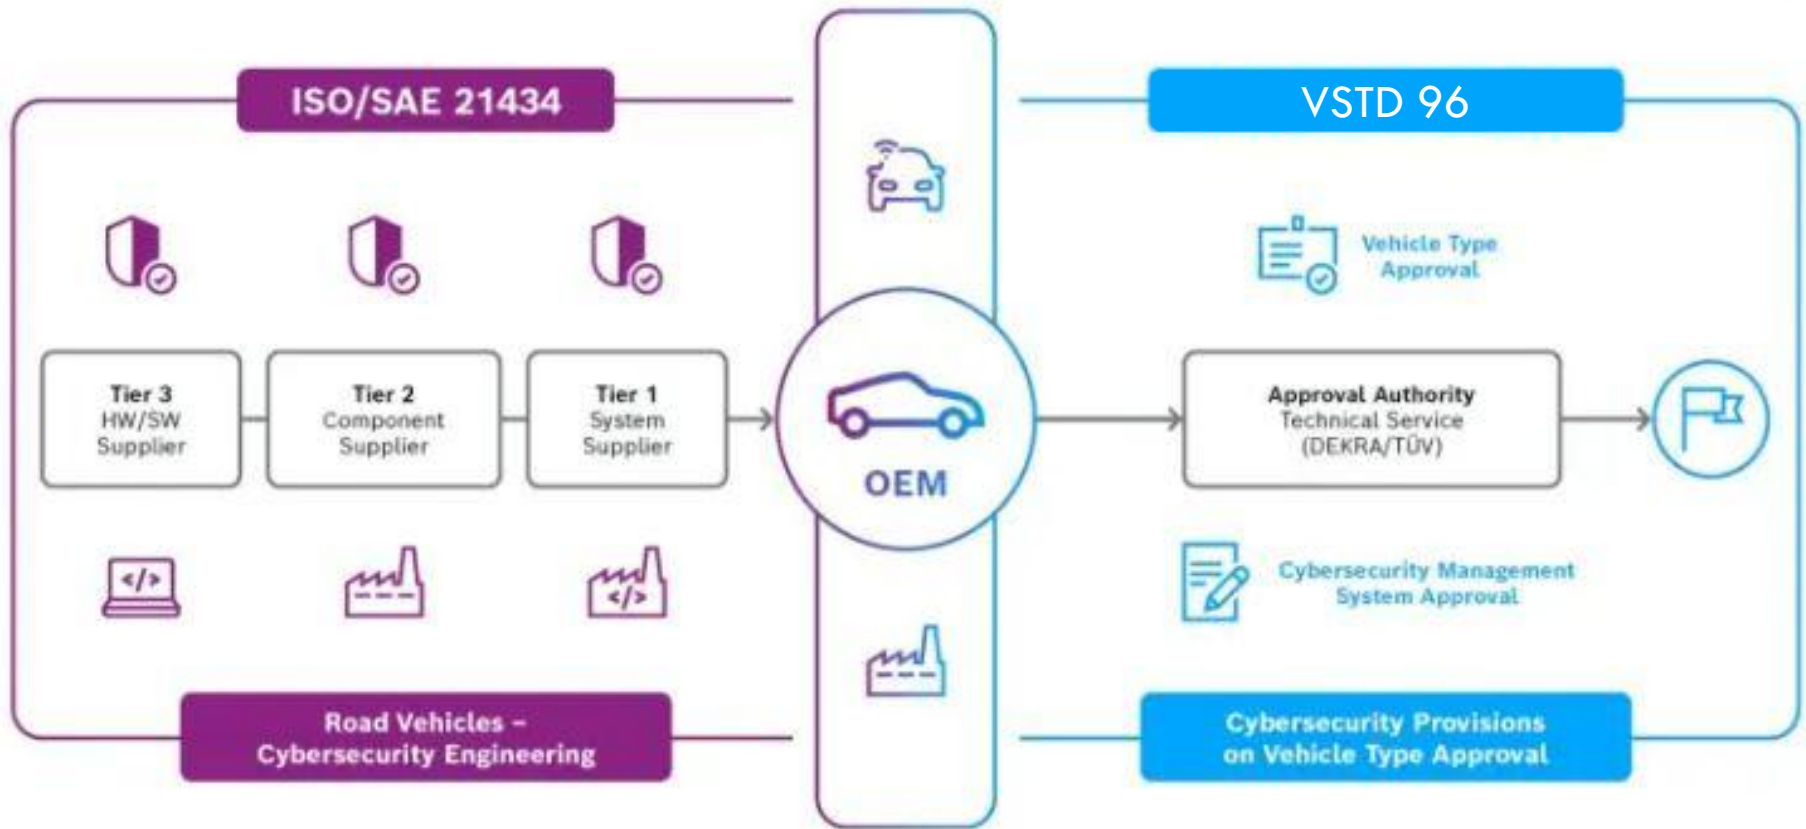 ISO/SAE 21434
VSTD 96
Vehicle Type
Approval
Tier 3
HW/SW
Supplier
Tier 2
Component
Supplier
Tier 1
System
Supplier
OEM
Approval Authority
Technical Service
(DEKRA/TÜV)
</>
</>
Cybersecurity Management
System Approval
Road Vehicles –
Cybersecurity Engineering
Cybersecurity Provisions
on Vehicle Type Approval